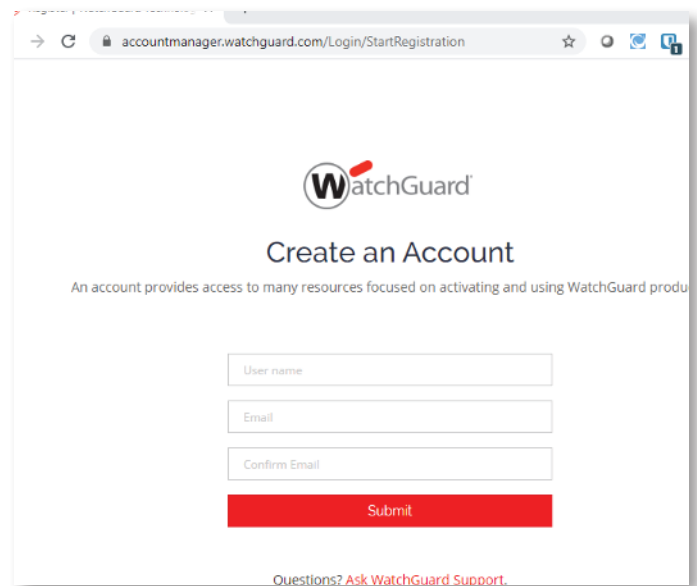 accountmanager.watchguard.com/Login/StartRegistration
1
WatchGuard
Create an Account
An account provides access to many resources focused on activating and using WatchGuard produ
User name
Email
Confirm Email
Submit
Questions? Ask WatchGuard Support.